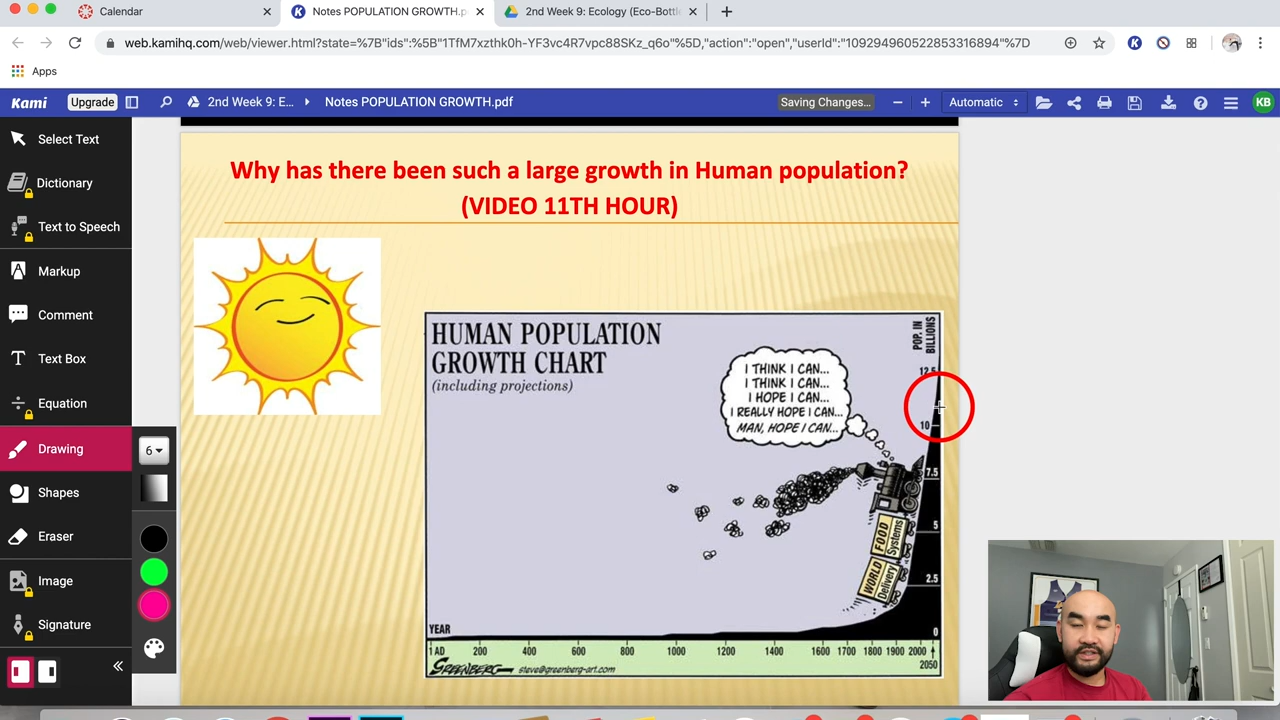 Calendar
Notes POPULATION GROWTH.p
2nd Week 9: Ecology (Eco-Bottl
web.kamihq.com/web/viewer.html?state=%7B"ids":%5B"1TfM7xzthk0h-YF3vc4R7vpc88SKz_q6o"%5D,"action":"open","userId":"109294960522853316894"%7D
Apps
Kami
Upgrade
2nd Week 9: E...
Notes POPULATION GROWTH.pdf
Saving Changes...
Automatic
KB
Select Text
Dictionary
Text to Speech
Markup
Comment
Text Box
Equation
Drawing
Shapes
Eraser
Image
Signature
6
Why has there been such a large growth in Human population?
(VIDEO 11TH HOUR)
HUMAN POPULATION
GROWTH CHART
(including projections)
POP. IN
BILLIONS
I THINK I CAN...
I THINK I CAN...
I HOPE I CAN...
I REALLY HOPE I CAN...
MAN, HOPE I CAN...
12.5
10
7.5
5
2.5
0
WORLD FOOD
Delivery Systems
YEAR
1 AD 200 400 600 800 1000 1200 1400 1600 1700 1800 1900 2000
2050
GREENBERG steve@greenberg-art.com